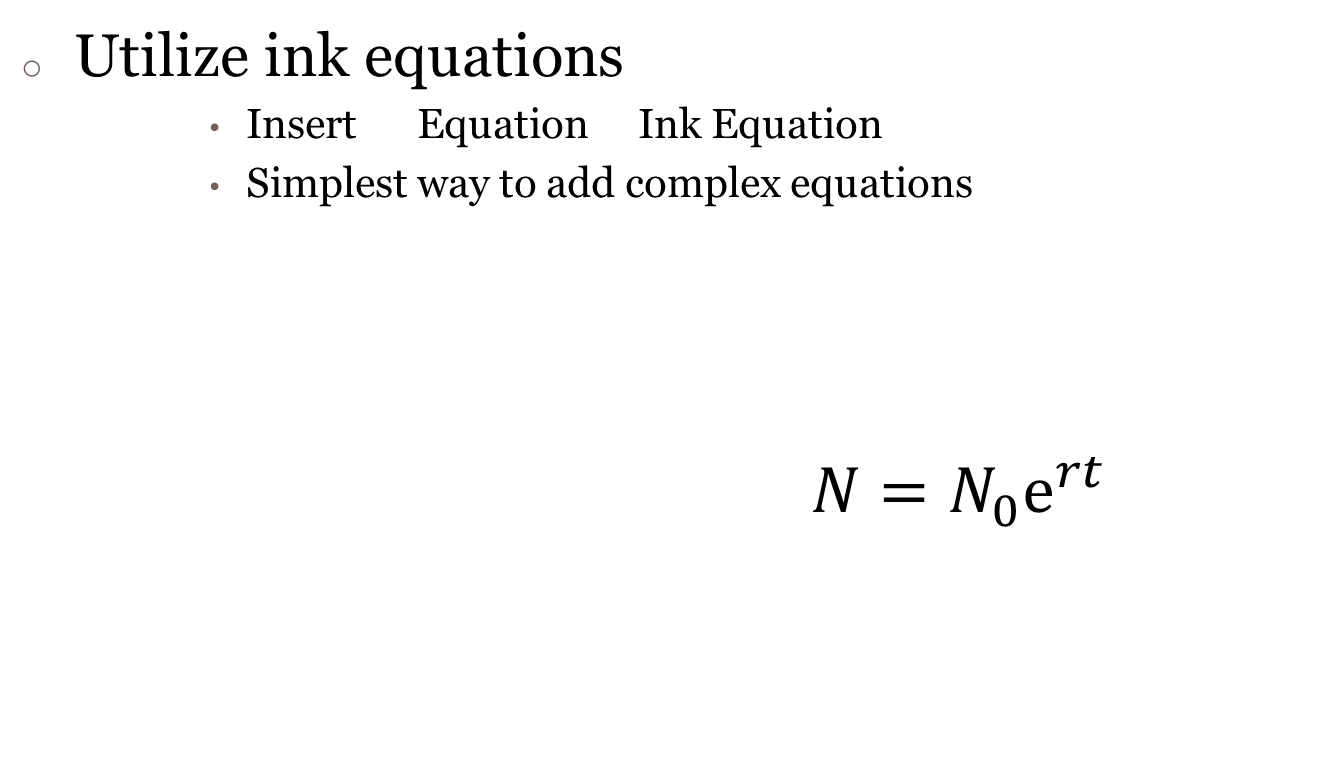 ○ Utilize ink equations
• Insert Equation Ink Equation
• Simplest way to add complex equations
𝑁 = 𝑁₀e^{𝑟𝑡}